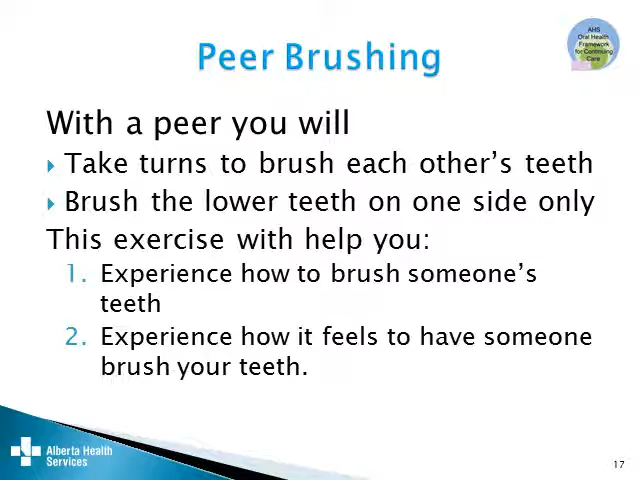 Peer Brushing
AHS
Oral Health
Framework
for Continuing
Care
With a peer you will
Take turns to brush each other's teeth
Brush the lower teeth on one side only
This exercise with help you:
1. Experience how to brush someone's
teeth
2. Experience how it feels to have someone
brush your teeth.
Alberta Health
Services
17